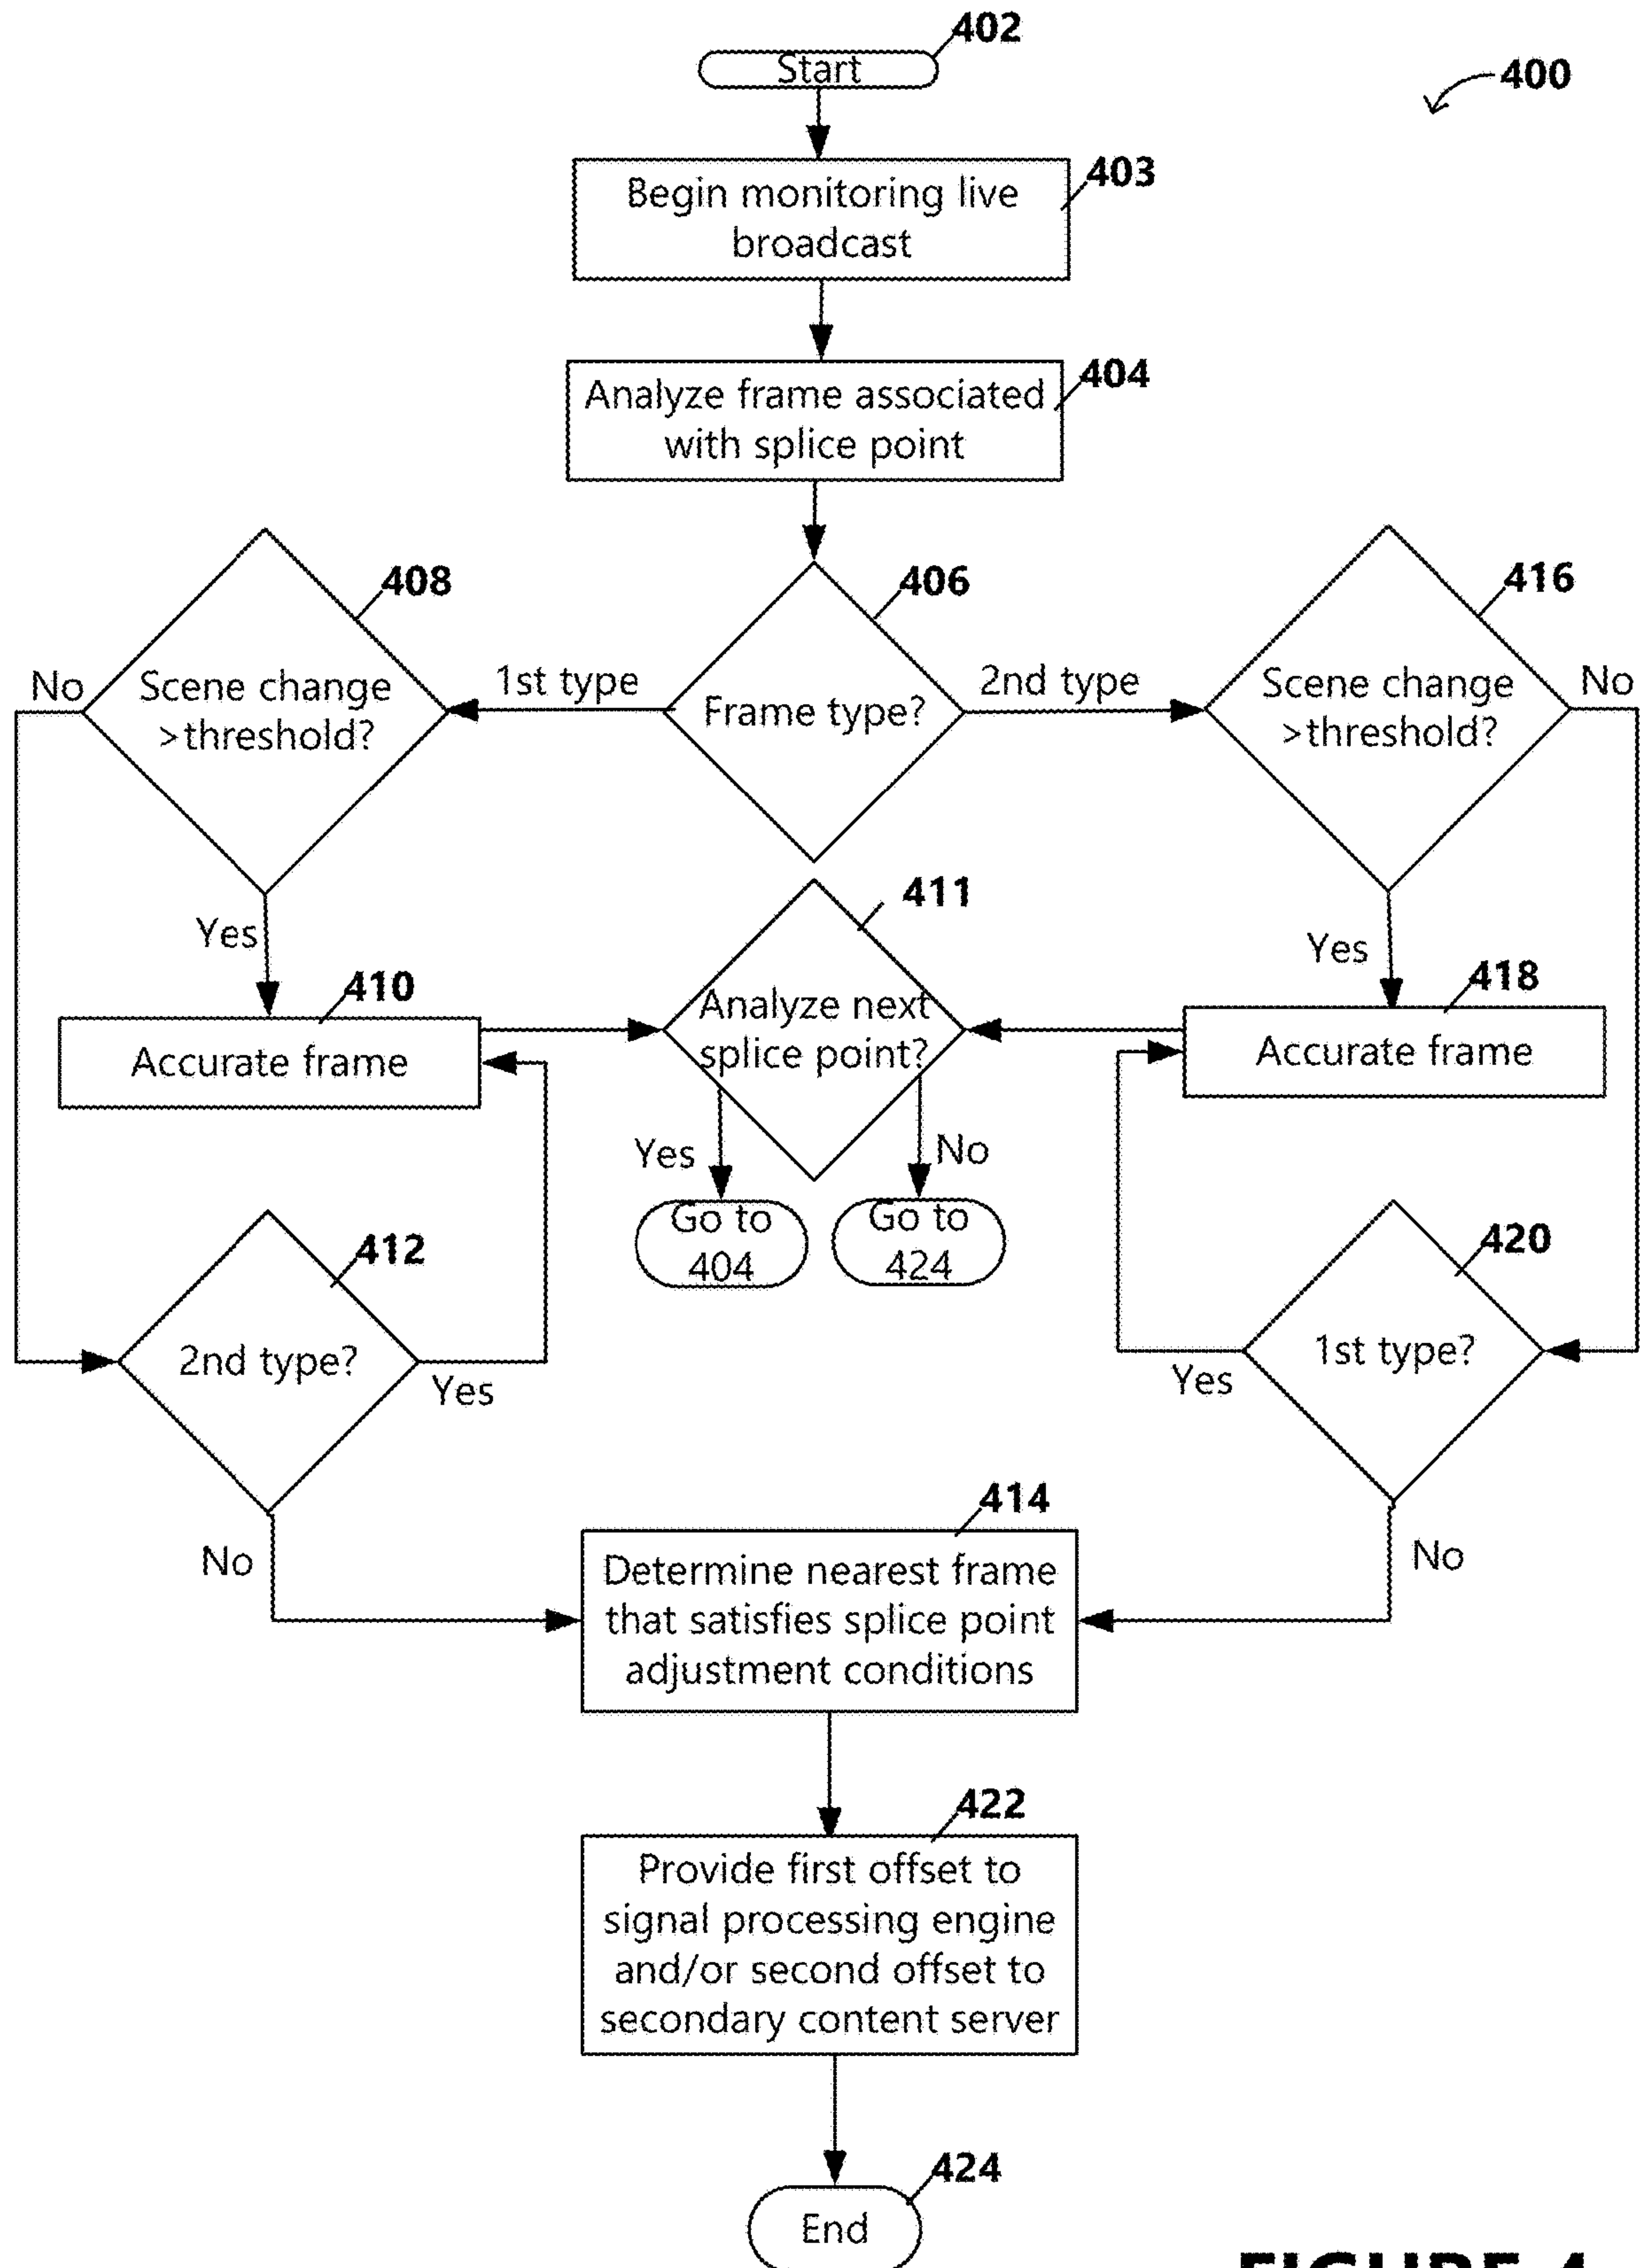 402
Start
400
403
Begin monitoring live
broadcast
404
Analyze frame associated
with splice point
408
406
416
No
Scene change
>threshold?
1st type
Frame type?
2nd type
Scene change
>threshold?
No
Yes
411
Yes
410
Accurate frame
Analyze next
splice point?
418
Accurate frame
Yes
No
Go to
404
Go to
424
412
2nd type?
Yes
420
1st type?
Yes
No
414
Determine nearest frame
that satisfies splice point
adjustment conditions
No
422
Provide first offset to
signal processing engine
and/or second offset to
secondary content server
424
End
FIGURE 4